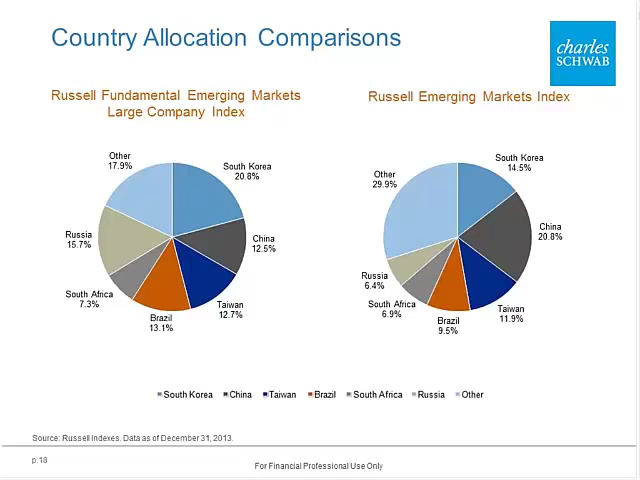 Country Allocation Comparisons
charles
SCHWAB
Russell Fundamental Emerging Markets
Large Company Index
Other
17.9%
South Korea
20.8%
Russia
15.7%
China
12.5%
South Africa
7.3%
Taiwan
12.7%
Brazil
13.1%
Russell Emerging Markets Index
South Korea
14.5%
Other
29.9%
China
20.8%
Russia
6.4%
South Africa
6.9%
Taiwan
11.9%
Brazil
9.5%
South Korea China Taiwan Brazil South Africa Russia Other
Source: Russell Indexes. Data as of December 31, 2013.
p.18
For Financial Professional Use Only